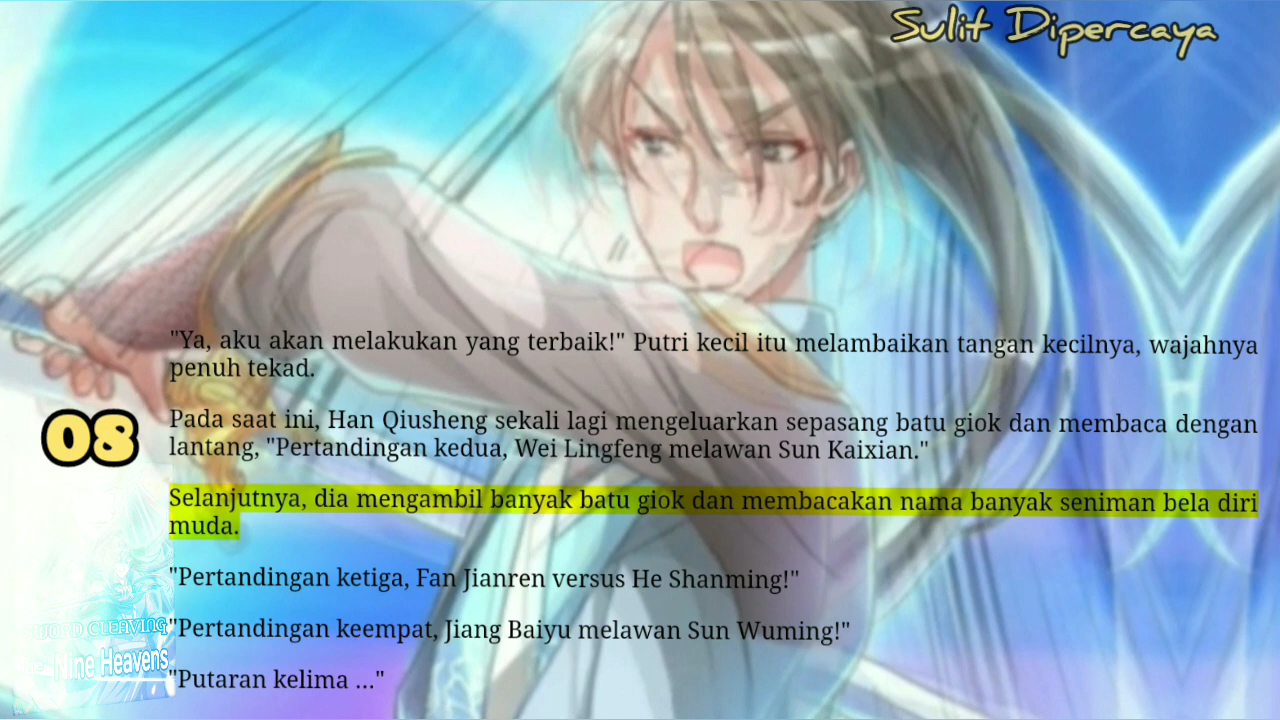 Sulit Dipercaya
"Ya, aku akan melakukan yang terbaik!" Putri kecil itu melambaikan tangan kecilnya, wajahnya
penuh tekad.
08
Pada saat ini, Han Qiusheng sekali lagi mengeluarkan sepasang batu giok dan membaca dengan
lantang, "Pertandingan kedua, Wei Lingfeng melawan Sun Kaixian."
Selanjutnya, dia mengambil banyak batu giok dan membacakan nama banyak seniman bela diri
muda.
"Pertandingan ketiga, Fan Jianren versus He Shanming!"
"Pertandingan keempat, Jiang Baiyu melawan Sun Wuming!"
"Putaran kelima ..."
CLEAVING
Nine Heavens